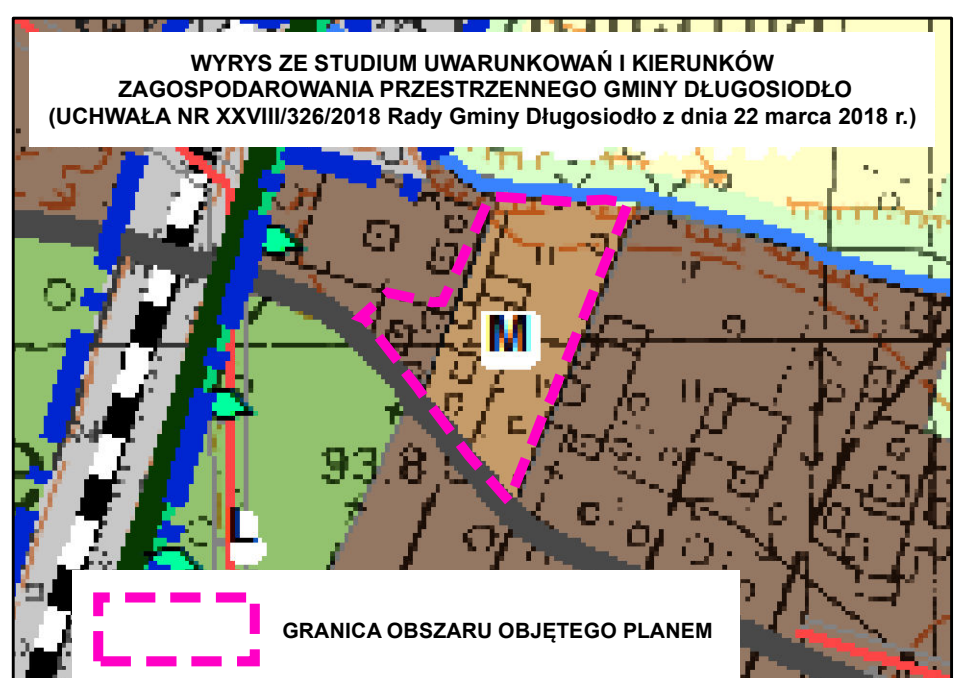 WYRYS ZE STUDIUM UWARUNKOWAŃ I KIERUNKÓW
ZAGOSPODAROWANIA PRZESTRZENNEGO GMINY DŁUGOSIODŁO
(UCHWAŁA NR XXVIII/326/2018 Rady Gminy Długosiodło z dnia 22 marca 2018 r.)
M
93.8
L
GRANICA OBSZARU OBJĘTEGO PLANEM